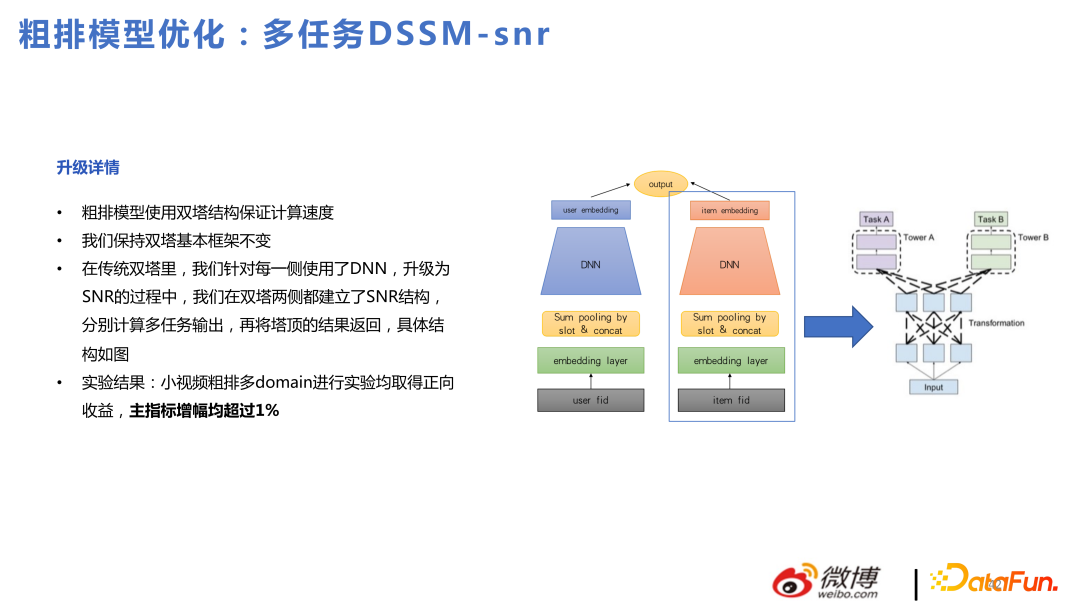 粗排模型优化：多任务DSSM-snr
升级详情
• 粗排模型使用双塔结构保证计算速度
• 我们保持双塔基本框架不变
• 在传统双塔里，我们针对每一侧使用了DNN，升级为
SNR的过程中，我们在双塔两侧都建立了SNR结构，
分别计算多任务输出，再将塔顶的结果返回，具体结
构如图
• 实验结果：小视频粗排多domain进行实验均取得正向
收益，主指标增幅均超过1%
output
user embedding
item embedding
DNN
DNN
Sum pooling by
slot & concat
Sum pooling by
slot & concat
embedding layer
embedding layer
user fid
item fid
Task A
Task B
Tower A
Tower B
Transformation
Input
微博
weibo.com
DataFun.